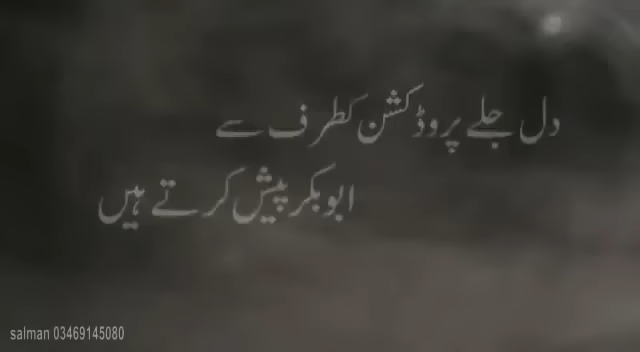 دل جلے پروڈکشن کطرف سے
ابوبکر پیش کرتے ہیں
salman 03469145080